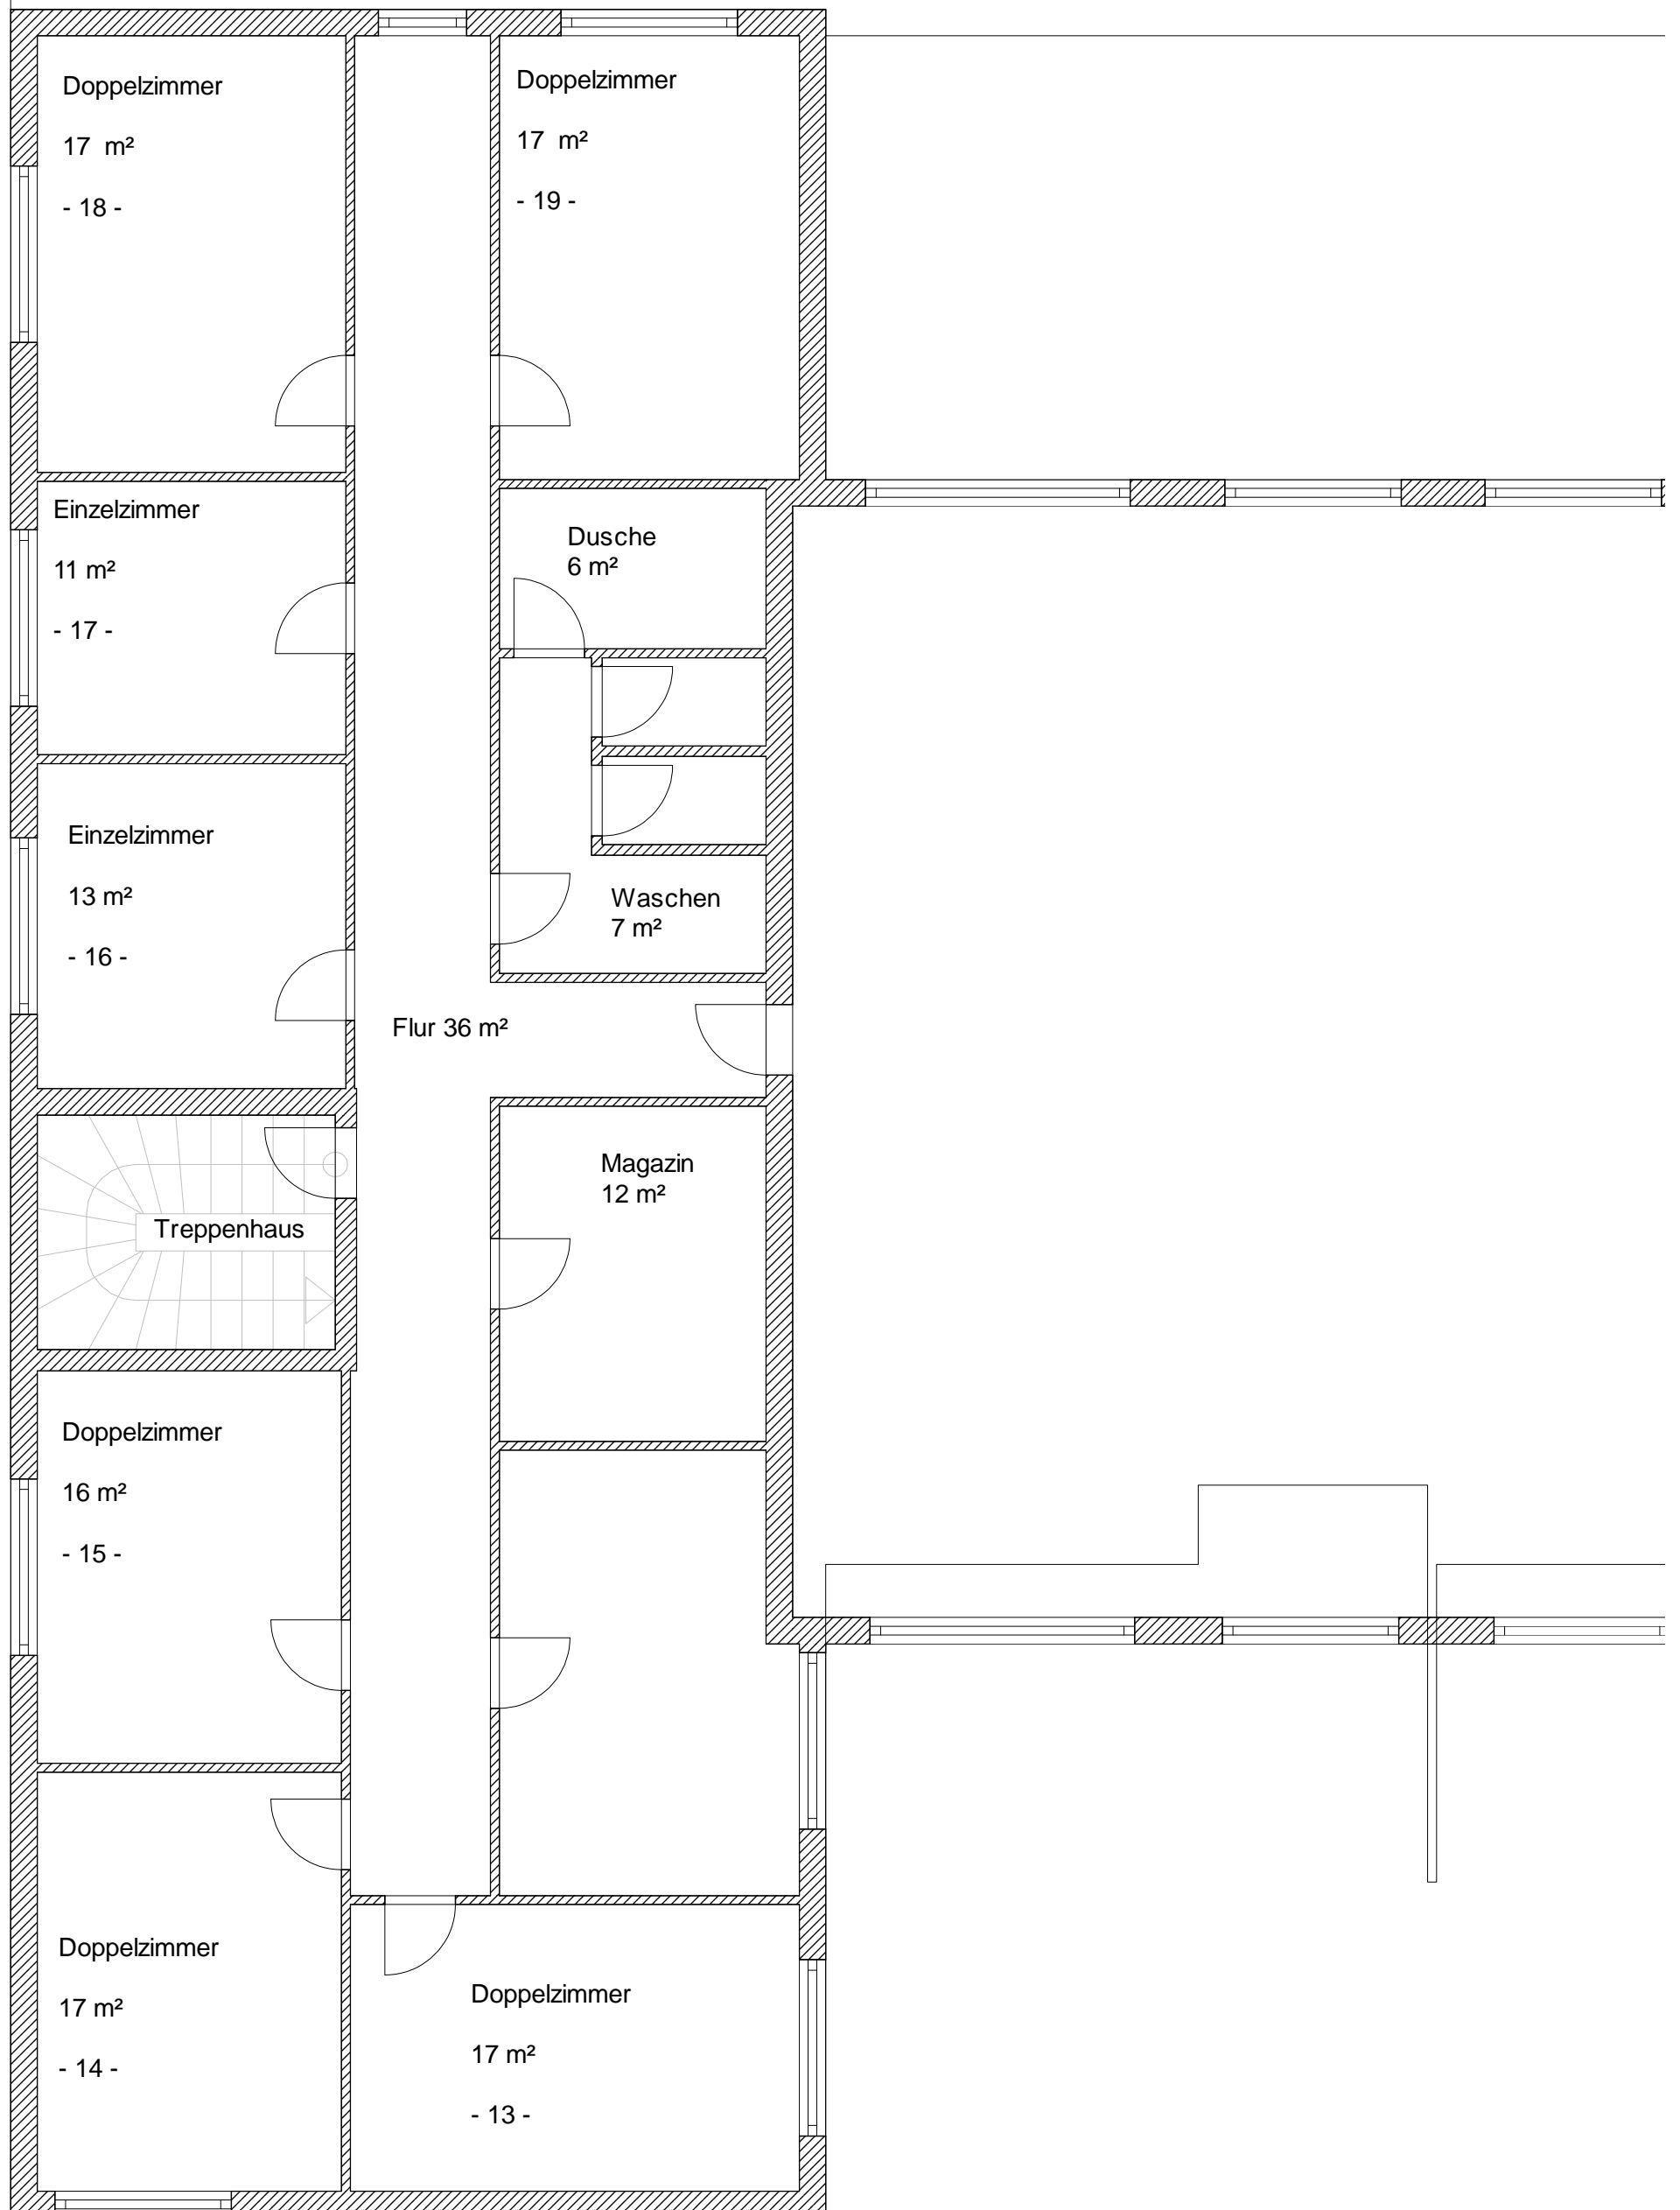 Doppelzimmer
17 m²
- 18 -
Doppelzimmer
17 m²
- 19 -
Einzelzimmer
11 m²
- 17 -
Dusche
6 m²
Einzelzimmer
13 m²
- 16 -
Waschen
7 m²
Flur 36 m²
Magazin
12 m²
Treppenhaus
Doppelzimmer
16 m²
- 15 -
Doppelzimmer
17 m²
- 14 -
Doppelzimmer
17 m²
- 13 -